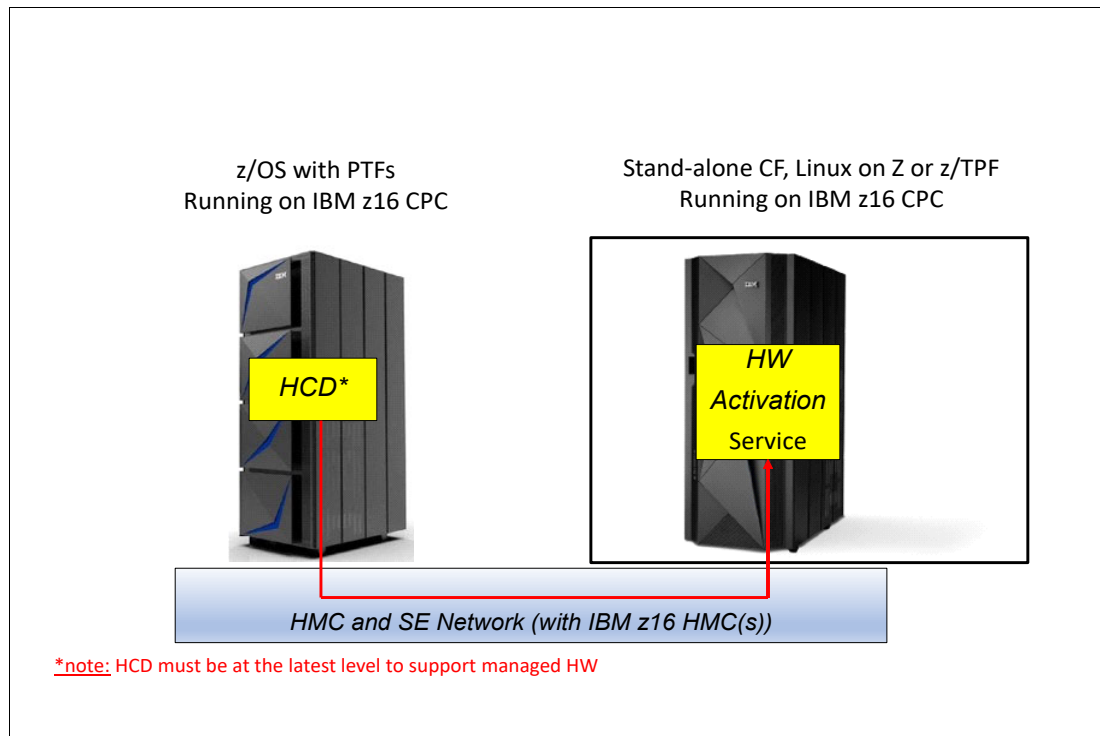 z/OS with PTFs
Running on IBM z16 CPC
Stand-alone CF, Linux on Z or z/TPF
Running on IBM z16 CPC
IBM
IBM
HCD*
HW
Activation
Service
HMC and SE Network (with IBM z16 HMC(s))
*note: HCD must be at the latest level to support managed HW